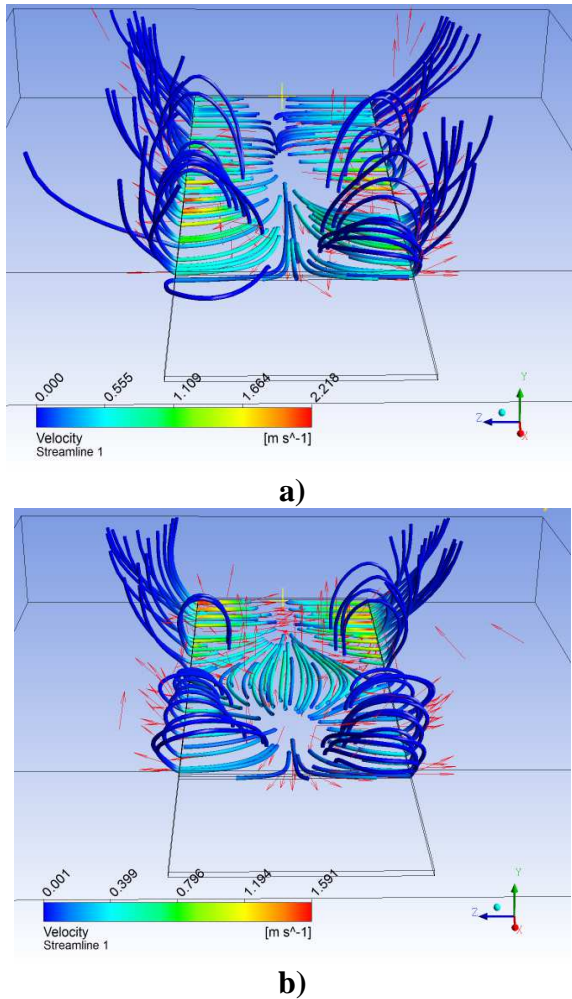 0.000 0.555 1.109 1.664 2.218
Velocity [m s^-1]
Streamline 1
Y
Z
X
a)
0.001 0.399 0.796 1.194 1.591
Velocity [m s^-1]
Streamline 1
Y
Z
X
b)